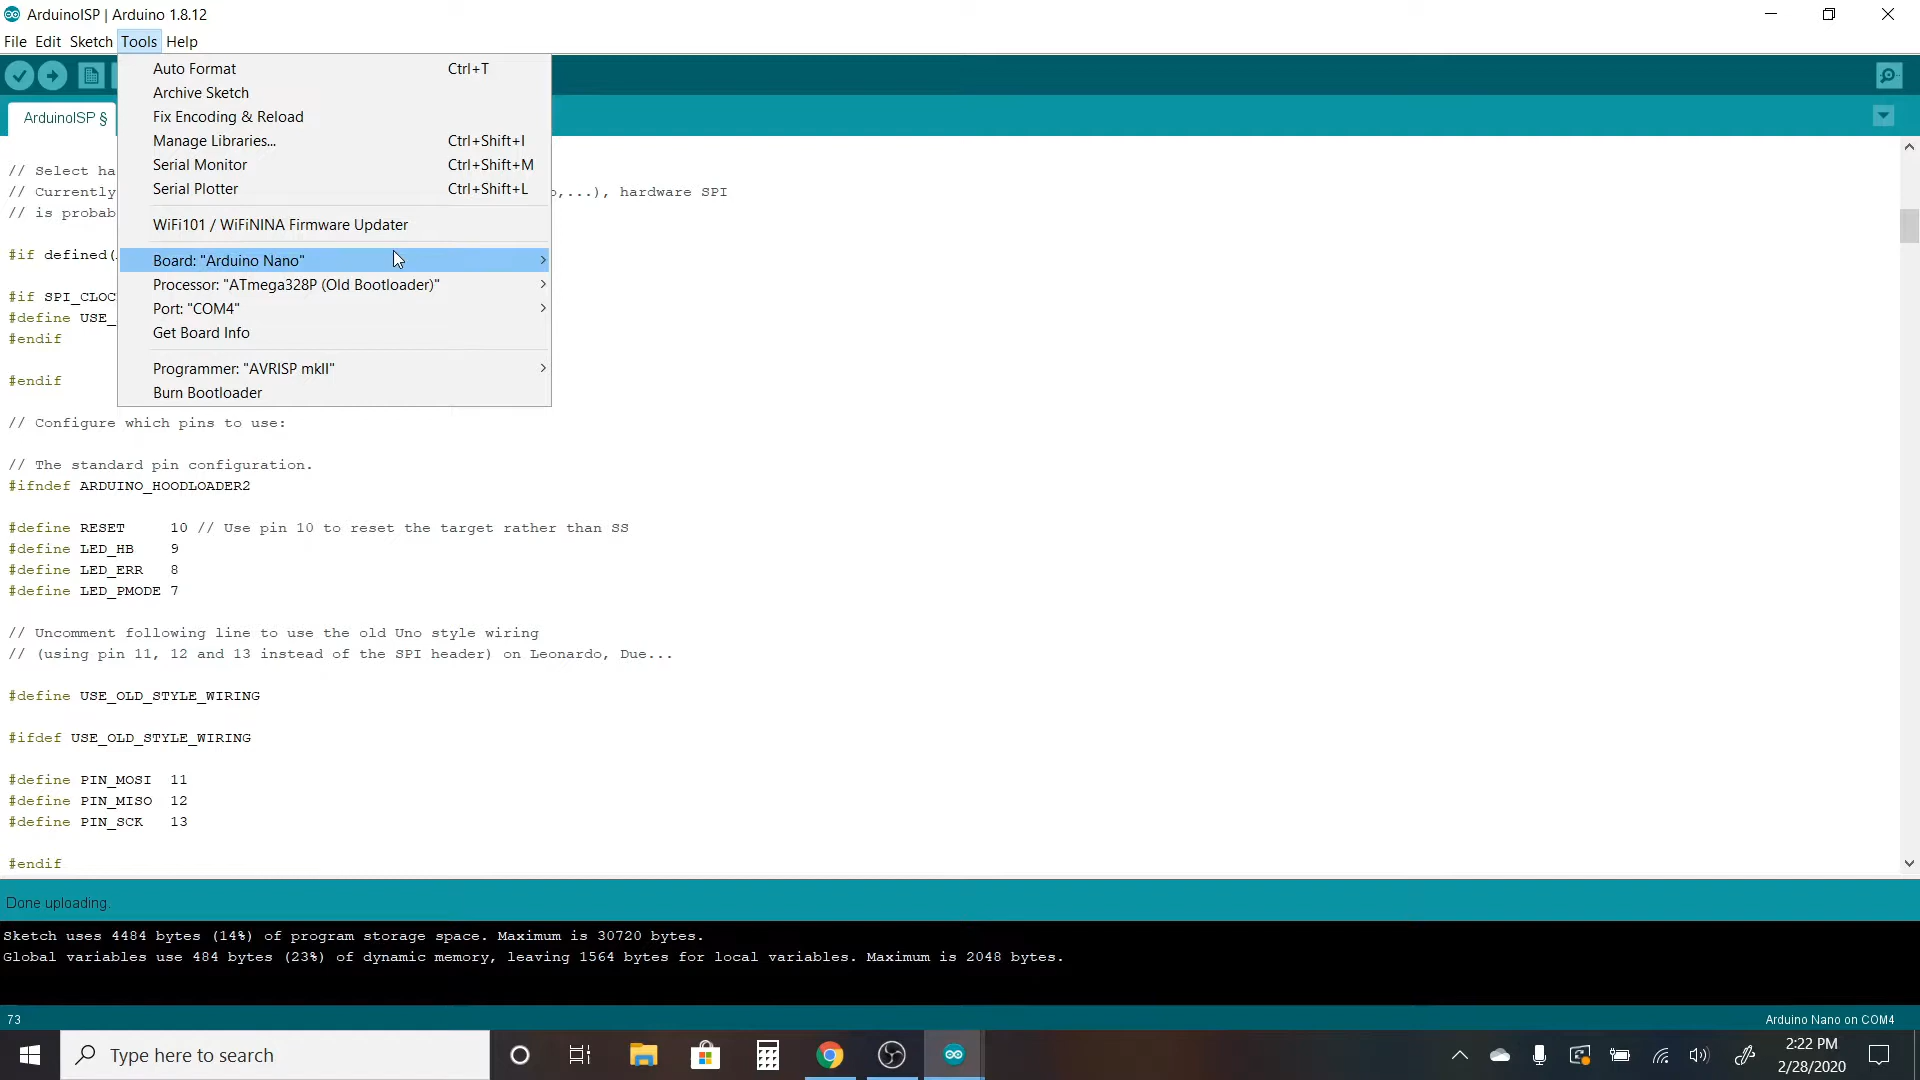 ArduinoISP | Arduino 1.8.12
File Edit Sketch Tools Help
Auto Format Ctrl+T
Archive Sketch
Fix Encoding & Reload
Manage Libraries... Ctrl+Shift+I
Serial Monitor Ctrl+Shift+M
Serial Plotter Ctrl+Shift+L
WiFi101 / WiFiNINA Firmware Updater
Board: "Arduino Nano"
Processor: "ATmega328P (Old Bootloader)"
Port: "COM4"
Get Board Info
Programmer: "AVRISP mkII"
Burn Bootloader
ArduinoISP §
// Select ha
// Currently ,...), hardware SPI
// is probab
#if defined(
#if SPI_CLOC
#define USE_
#endif
#endif
// Configure which pins to use:
// The standard pin configuration.
#ifndef ARDUINO_HOODLOADER2
#define RESET 10 // Use pin 10 to reset the target rather than SS
#define LED_HB 9
#define LED_ERR 8
#define LED_PMODE 7
// Uncomment following line to use the old Uno style wiring
// (using pin 11, 12 and 13 instead of the SPI header) on Leonardo, Due...
#define USE_OLD_STYLE_WIRING
#ifdef USE_OLD_STYLE_WIRING
#define PIN_MOSI 11
#define PIN_MISO 12
#define PIN_SCK 13
#endif
Done uploading.
Sketch uses 4484 bytes (14%) of program storage space. Maximum is 30720 bytes.
Global variables use 484 bytes (23%) of dynamic memory, leaving 1564 bytes for local variables. Maximum is 2048 bytes.
73 Arduino Nano on COM4
Type here to search
2:22 PM
2/28/2020